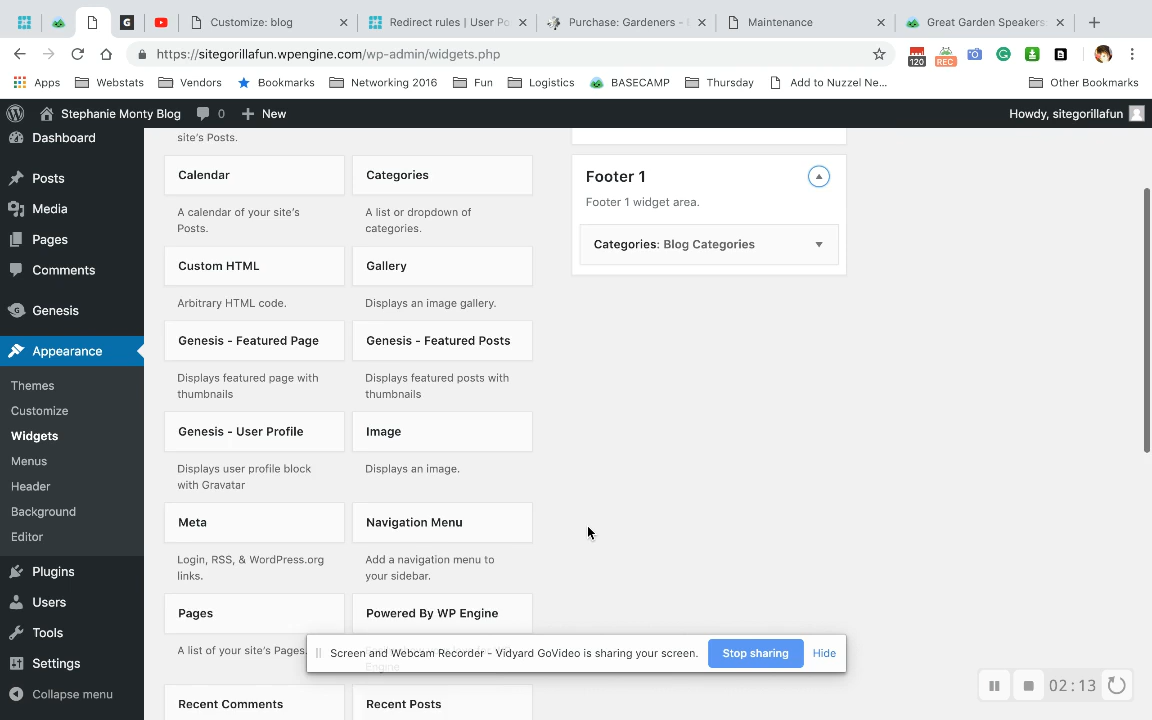 Customize: blog
Redirect rules | User Po
Purchase: Gardeners -
Maintenance
Great Garden Speakers:
https://sitegorillafun.wpengine.com/wp-admin/widgets.php
120
REC
Apps
Webstats
Vendors
Bookmarks
Networking 2016
Fun
Logistics
BASECAMP
Thursday
Add to Nuzzel Ne...
Other Bookmarks
Stephanie Monty Blog
0
New
Howdy, sitegorillafun
Dashboard
Posts
Media
Pages
Comments
Genesis
Appearance
Themes
Customize
Widgets
Menus
Header
Background
Editor
Plugins
Users
Tools
Settings
Collapse menu
site's Posts.
Calendar
Categories
A calendar of your site's
Posts.
A list or dropdown of
categories.
Custom HTML
Gallery
Arbitrary HTML code.
Displays an image gallery.
Genesis - Featured Page
Genesis - Featured Posts
Displays featured page with
thumbnails
Displays featured posts with
thumbnails
Genesis - User Profile
Image
Displays user profile block
with Gravatar
Displays an image.
Meta
Navigation Menu
Login, RSS, & WordPress.org
links.
Add a navigation menu to
your sidebar.
Pages
Powered By WP Engine
A list of your site's Pages.
Engine
Recent Comments
Recent Posts
Footer 1
Footer 1 widget area.
Categories: Blog Categories
Screen and Webcam Recorder - Vidyard GoVideo is sharing your screen.
Stop sharing
Hide
02:13